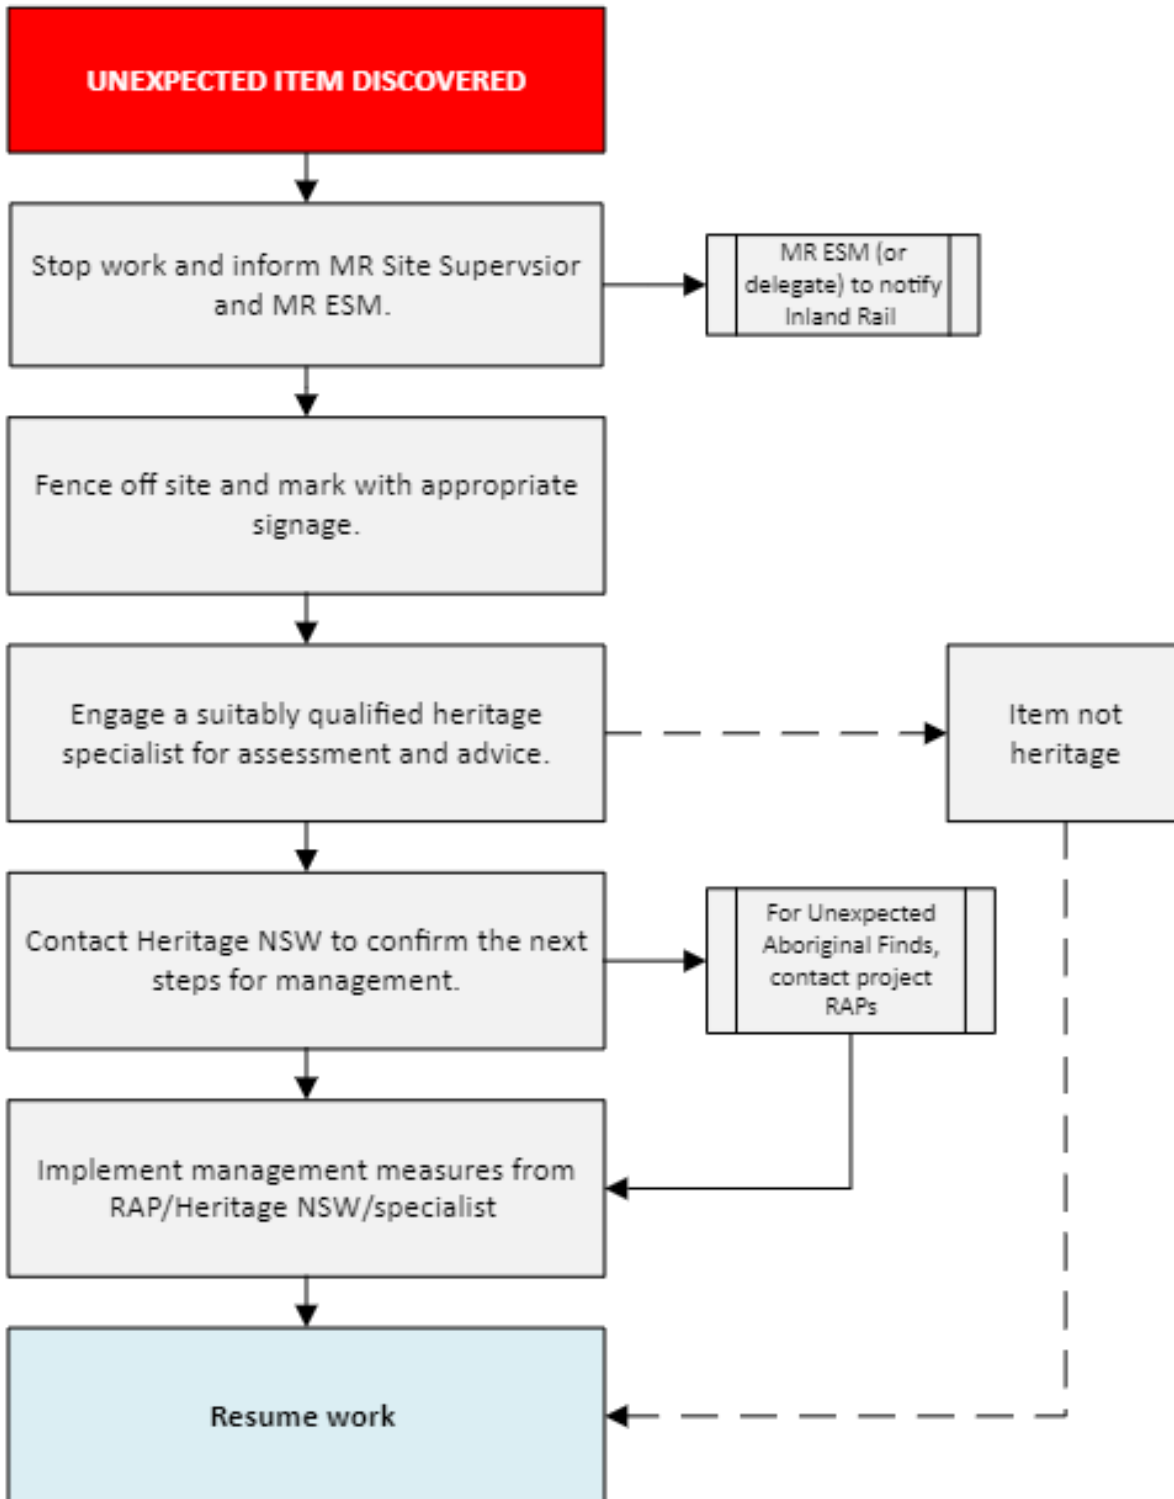 UNEXPECTED ITEM DISCOVERED
Stop work and inform MR Site Supervsior
and MR ESM.
MR ESM (or
delegate) to notify
Inland Rail
Fence off site and mark with appropriate
signage.
Engage a suitably qualified heritage
specialist for assessment and advice.
Item not
heritage
Contact Heritage NSW to confirm the next
steps for management.
For Unexpected
Aboriginal Finds,
contact project
RAPs
Implement management measures from
RAP/Heritage NSW/specialist
Resume work